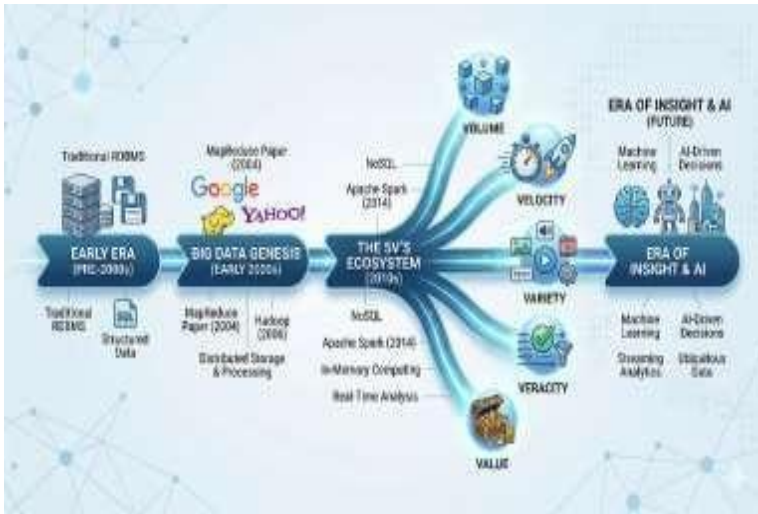 Traditional RDBMS
EARLY ERA
(PRE-2000s)
Traditional
RDBMS
Structured
Data
MapReduce Paper
(2004)
Google
YAHOO!
BIG DATA GENESIS
(EARLY 2000s)
MapReduce
Paper (2004)
Hadoop
(2006)
Distributed Storage
& Processing
NoSQL
Apache Spark
(2014)
THE 5V'S
ECOSYSTEM
(2010s)
NoSQL
Apache Spark (2014)
In-Memory Computing
Real-Time Analysis
VOLUME
VELOCITY
VARIETY
VERACITY
VALUE
ERA OF INSIGHT & AI
(FUTURE)
Machine
Learning
AI-Driven
Decisions
ERA OF
INSIGHT & AI
Machine
Learning
AI-Driven
Decisions
Streaming
Analytics
Ubiquitous
Data